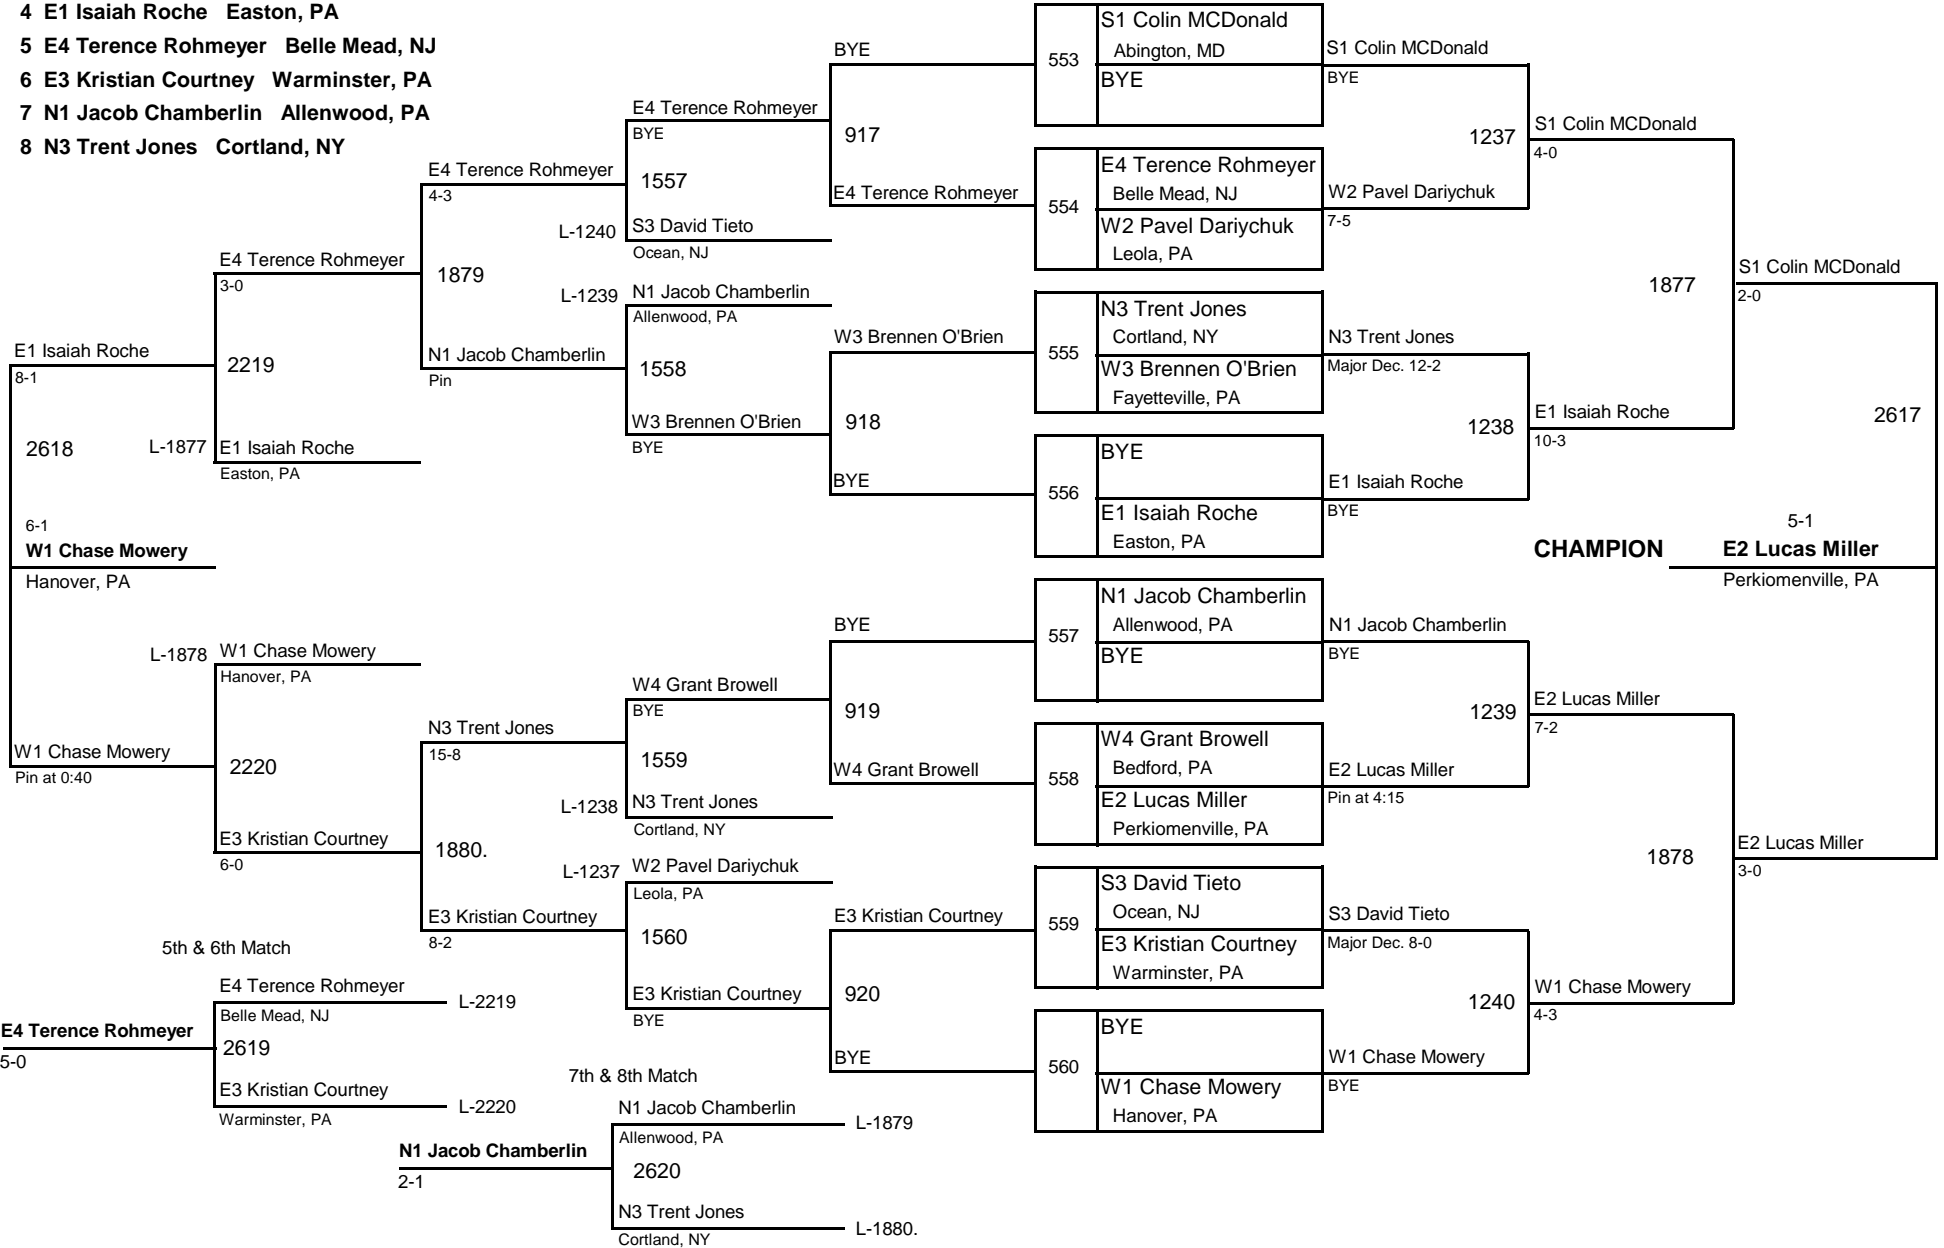 4 E1 Isaiah Roche Easton, PA
5 E4 Terence Rohmeyer Belle Mead, NJ
6 E3 Kristian Courtney Warminster, PA
7 N1 Jacob Chamberlin Allenwood, PA
8 N3 Trent Jones Cortland, NY
E1 Isaiah Roche
8-1
2618
6-1
W1 Chase Mowery
Hanover, PA
W1 Chase Mowery
Pin at 0:40
E4 Terence Rohmeyer
3-0
2219
L-1877
E1 Isaiah Roche
Easton, PA
L-1878
W1 Chase Mowery
Hanover, PA
2220
E3 Kristian Courtney
6-0
E4 Terence Rohmeyer
4-3
1879
N1 Jacob Chamberlin
Pin
N3 Trent Jones
15-8
1880.
E3 Kristian Courtney
8-2
E4 Terence Rohmeyer
BYE
1557
L-1240
S3 David Tieto
Ocean, NJ
L-1239
N1 Jacob Chamberlin
Allenwood, PA
1558
W3 Brennen O'Brien
BYE
W4 Grant Browell
BYE
1559
L-1238
N3 Trent Jones
Cortland, NY
L-1237
W2 Pavel Dariychuk
Leola, PA
1560
E3 Kristian Courtney
BYE
BYE
917
E4 Terence Rohmeyer
W3 Brennen O'Brien
918
BYE
BYE
919
W4 Grant Browell
E3 Kristian Courtney
920
BYE
553
S1 Colin MCDonald
Abington, MD
BYE
554
E4 Terence Rohmeyer
Belle Mead, NJ
W2 Pavel Dariychuk
Leola, PA
555
N3 Trent Jones
Cortland, NY
W3 Brennen O'Brien
Fayetteville, PA
556
BYE
E1 Isaiah Roche
Easton, PA
557
N1 Jacob Chamberlin
Allenwood, PA
BYE
558
W4 Grant Browell
Bedford, PA
E2 Lucas Miller
Perkiomenville, PA
559
S3 David Tieto
Ocean, NJ
E3 Kristian Courtney
Warminster, PA
560
BYE
W1 Chase Mowery
Hanover, PA
S1 Colin MCDonald
BYE
1237
W2 Pavel Dariychuk
7-5
N3 Trent Jones
Major Dec. 12-2
1238
E1 Isaiah Roche
BYE
N1 Jacob Chamberlin
BYE
1239
E2 Lucas Miller
Pin at 4:15
S3 David Tieto
Major Dec. 8-0
1240
W1 Chase Mowery
BYE
S1 Colin MCDonald
4-0
1877
E1 Isaiah Roche
10-3
E2 Lucas Miller
7-2
1878
W1 Chase Mowery
4-3
S1 Colin MCDonald
2-0
2617
5-1
CHAMPION E2 Lucas Miller
Perkiomenville, PA
E2 Lucas Miller
3-0
5th & 6th Match
E4 Terence Rohmeyer
L-2219
Belle Mead, NJ
E4 Terence Rohmeyer
5-0
2619
E3 Kristian Courtney
L-2220
Warminster, PA
7th & 8th Match
N1 Jacob Chamberlin
L-1879
Allenwood, PA
N1 Jacob Chamberlin
2-1
2620
N3 Trent Jones
L-1880.
Cortland, NY